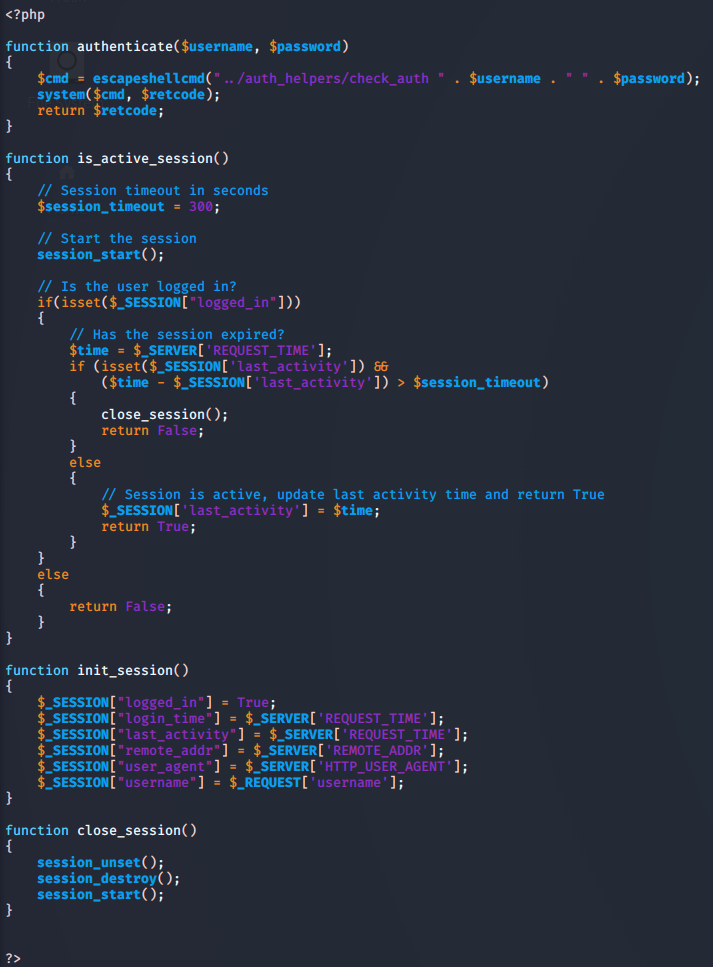 <?php

function authenticate($username, $password)
{
    $cmd = escapeshellcmd("../auth_helpers/check_auth " . $username . " " . $password);
    system($cmd, $retcode);
    return $retcode;
}

function is_active_session()
{
    // Session timeout in seconds
    $session_timeout = 300;

    // Start the session
    session_start();

    // Is the user logged in?
    if(isset($_SESSION["logged_in"]))
    {
        // Has the session expired?
        $time = $_SERVER['REQUEST_TIME'];
        if (isset($_SESSION['last_activity']) &&
            ($time - $_SESSION['last_activity']) > $session_timeout)
        {
            close_session();
            return False;
        }
        else
        {
            // Session is active, update last activity time and return True
            $_SESSION['last_activity'] = $time;
            return True;
        }
    }
    else
    {
        return False;
    }
}

function init_session()
{
    $_SESSION["logged_in"] = True;
    $_SESSION["login_time"] = $_SERVER['REQUEST_TIME'];
    $_SESSION["last_activity"] = $_SERVER['REQUEST_TIME'];
    $_SESSION["remote_addr"] = $_SERVER['REMOTE_ADDR'];
    $_SESSION["user_agent"] = $_SERVER['HTTP_USER_AGENT'];
    $_SESSION["username"] = $_REQUEST['username'];
}

function close_session()
{
    session_unset();
    session_destroy();
    session_start();
}


?>